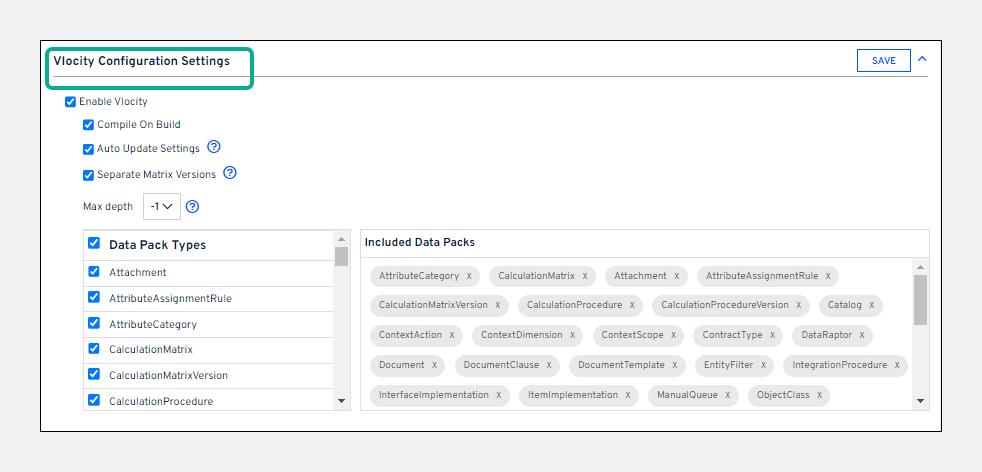 Vlocity Configuration Settings
SAVE
Enable Vlocity
Compile On Build
Auto Update Settings ?
Separate Matrix Versions ?
Max depth -1 ?
Data Pack Types
Attachment
AttributeAssignmentRule
AttributeCategory
CalculationMatrix
CalculationMatrixVersion
CalculationProcedure
Included Data Packs
AttributeCategory X CalculationMatrix X Attachment X AttributeAssignmentRule X
CalculationMatrixVersion X CalculationProcedure X CalculationProcedureVersion X Catalog X
ContextAction X ContextDimension X ContextScope X ContractType X DataRaptor X
Document X DocumentClause X DocumentTemplate X EntityFilter X IntegrationProcedure X
InterfaceImplementation X ItemImplementation X ManualQueue X ObjectClass X